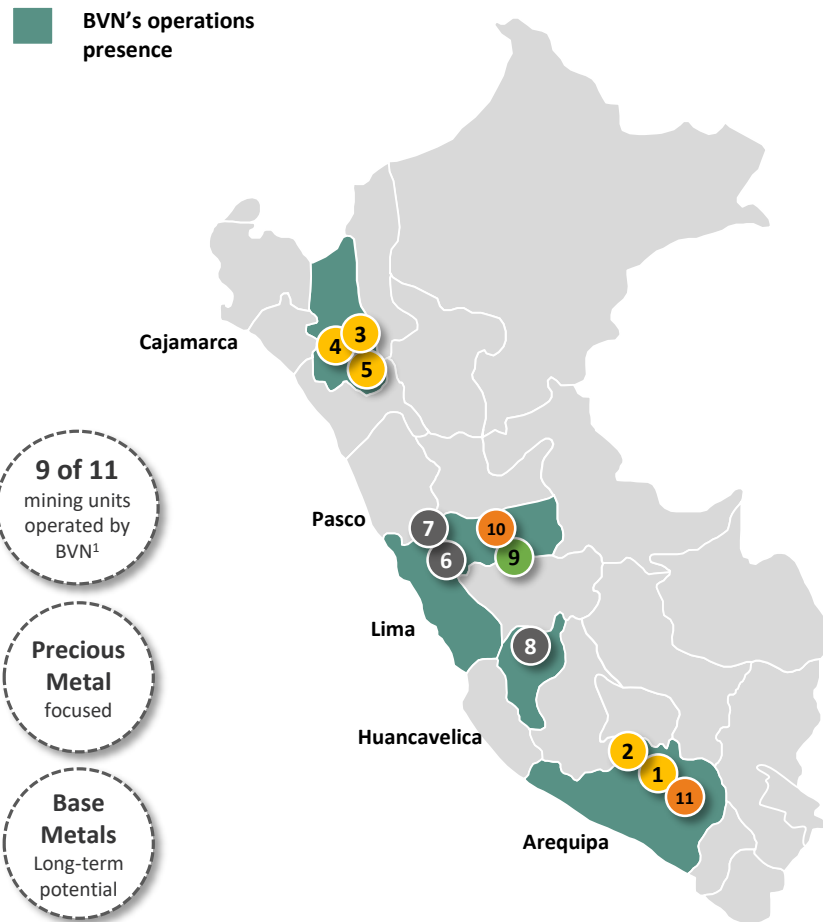 BVN's operations
presence
Cajamarca
3
4
5
9 of 11
mining units
operated by
BVN1
Pasco
7
10
6
9
Lima
8
Precious
Metal
focused
Huancavelica
2
1
11
Base
Metals
Long-term
potential
Arequipa